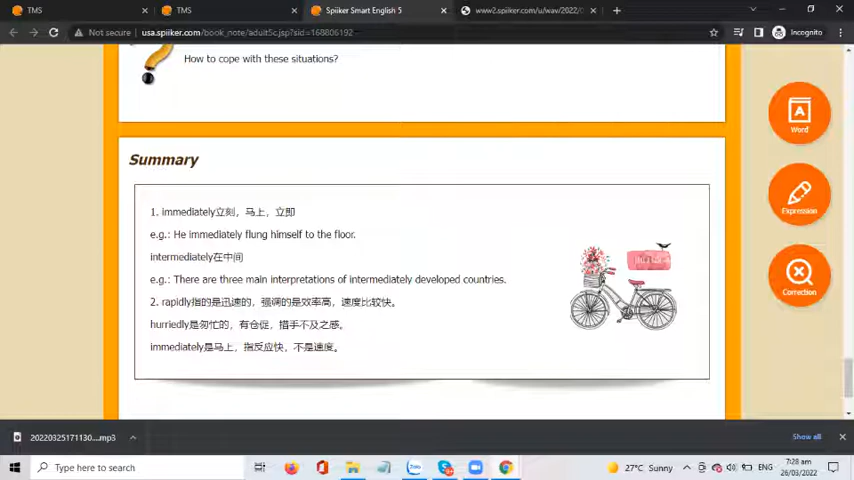 TMS
TMS
Spiiker Smart English 5
www2.spiiker.com/u/wav/2022/0
Incognito
Not secure
usa.spiiker.com/book_note/adult5c.jsp?sid=168806192
How to cope with these situations?
Word
Expression
Correction
Summary
1. immediately立刻，马上，立即
e.g.: He immediately flung himself to the floor.
intermediately在中间
e.g.: There are three main interpretations of intermediately developed countries.
2. rapidly指的是迅速的，强调的是效率高，速度比较快。
hurriedly是匆忙的，有仓促，措手不及之感。
immediately是马上，指反应快，不是速度。
20220325171130....mp3
Show all
Type here to search
27°C Sunny
ENG
7:28 am
26/03/2022